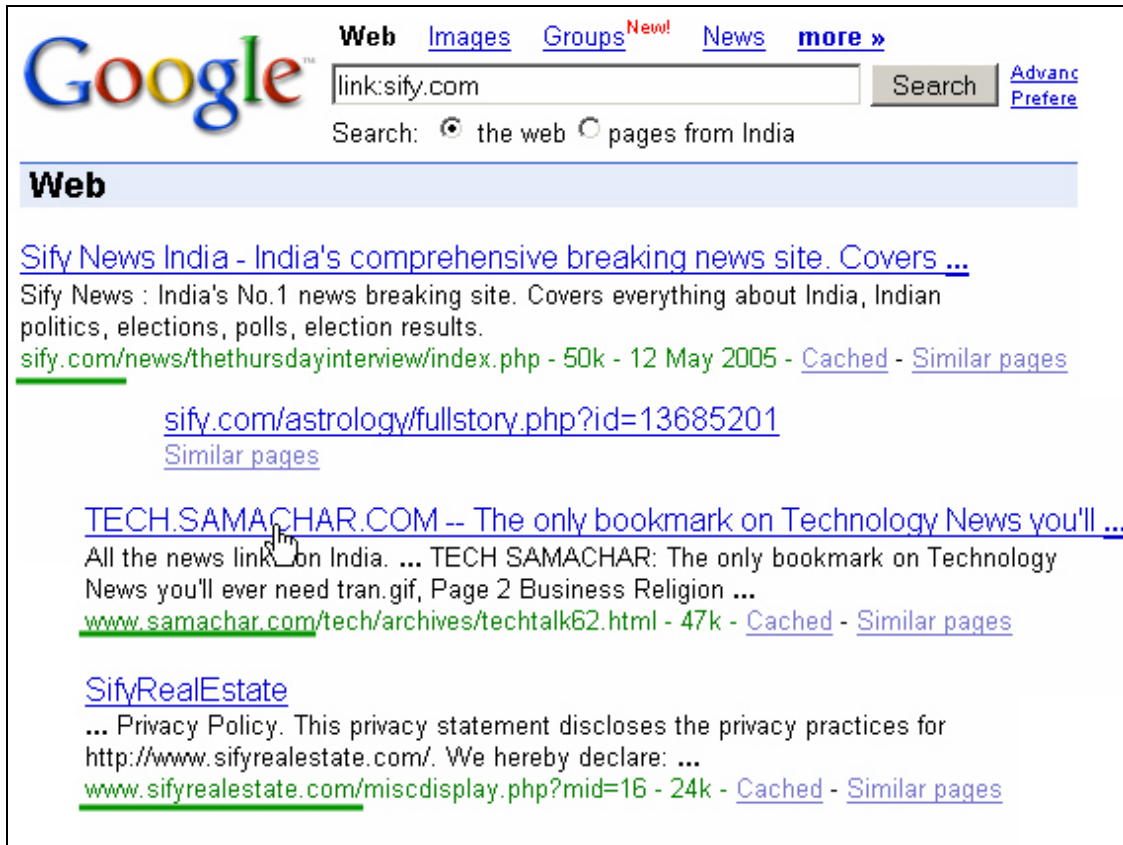 Google™
Web Images Groups New! News more »
link:sify.com Search Advanc
Prefere
Search: the web pages from India
Web
Sify News India - India's comprehensive breaking news site. Covers ...
Sify News : India's No.1 news breaking site. Covers everything about India, Indian
politics, elections, polls, election results.
sify.com/news/thethursdayinterview/index.php - 50k - 12 May 2005 - Cached - Similar pages
sify.com/astrology/fullstory.php?id=13685201
Similar pages
TECH.SAMACHAR.COM -- The only bookmark on Technology News you'll ...
All the news link on India. ... TECH SAMACHAR: The only bookmark on Technology
News you'll ever need tran.gif, Page 2 Business Religion ...
www.samachar.com/tech/archives/techtalk62.html - 47k - Cached - Similar pages
SifyRealEstate
... Privacy Policy. This privacy statement discloses the privacy practices for
http://www.sifyrealestate.com/. We hereby declare: ...
www.sifyrealestate.com/miscdisplay.php?mid=16 - 24k - Cached - Similar pages